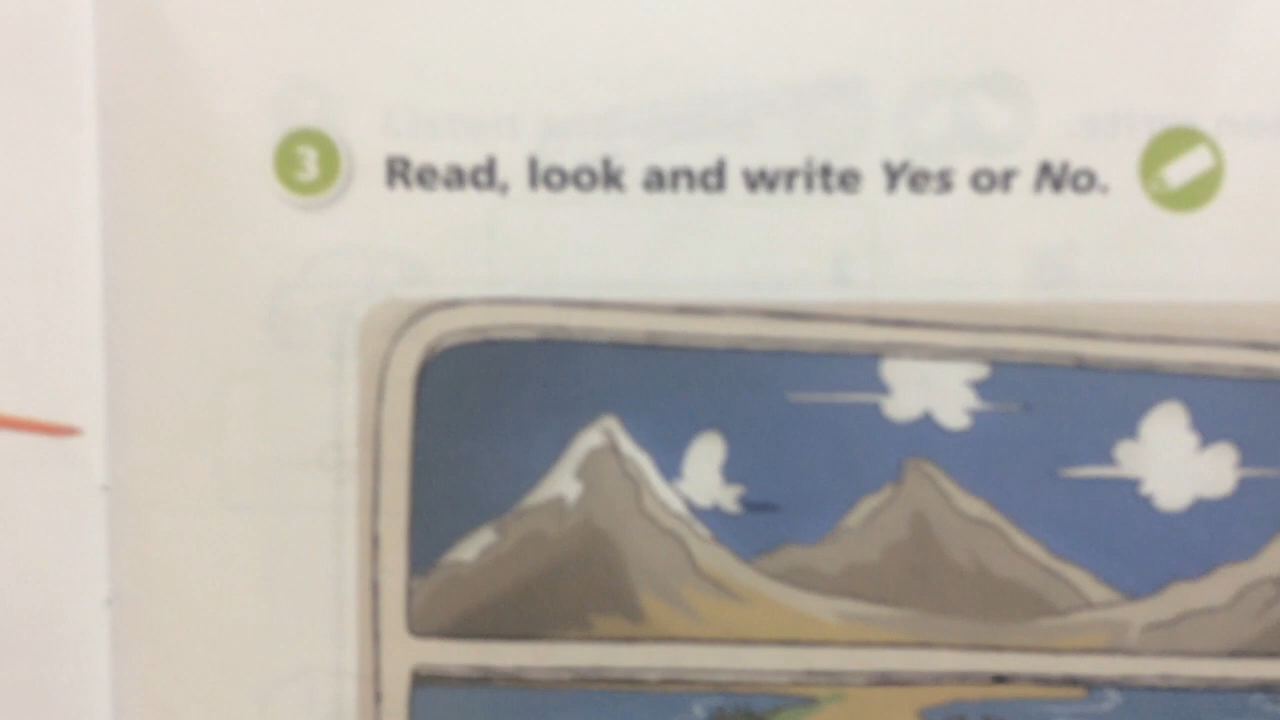 3 Read, look and write Yes or No.